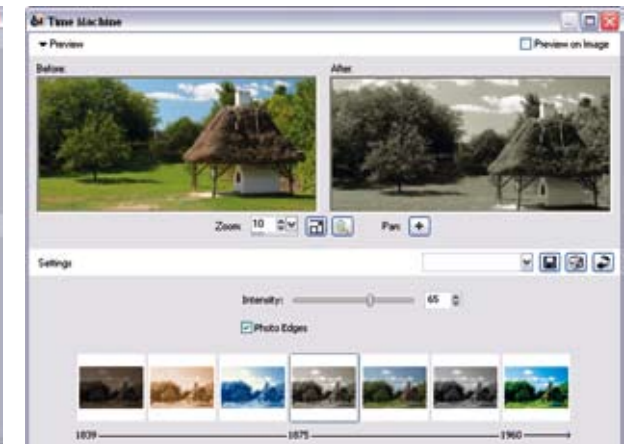 Time Machine
Preview
Preview on Image
Before:
After:
Zoom: 10
Pan:
Settings
Intensity: 65
Photo Edges
1839 1875 1960